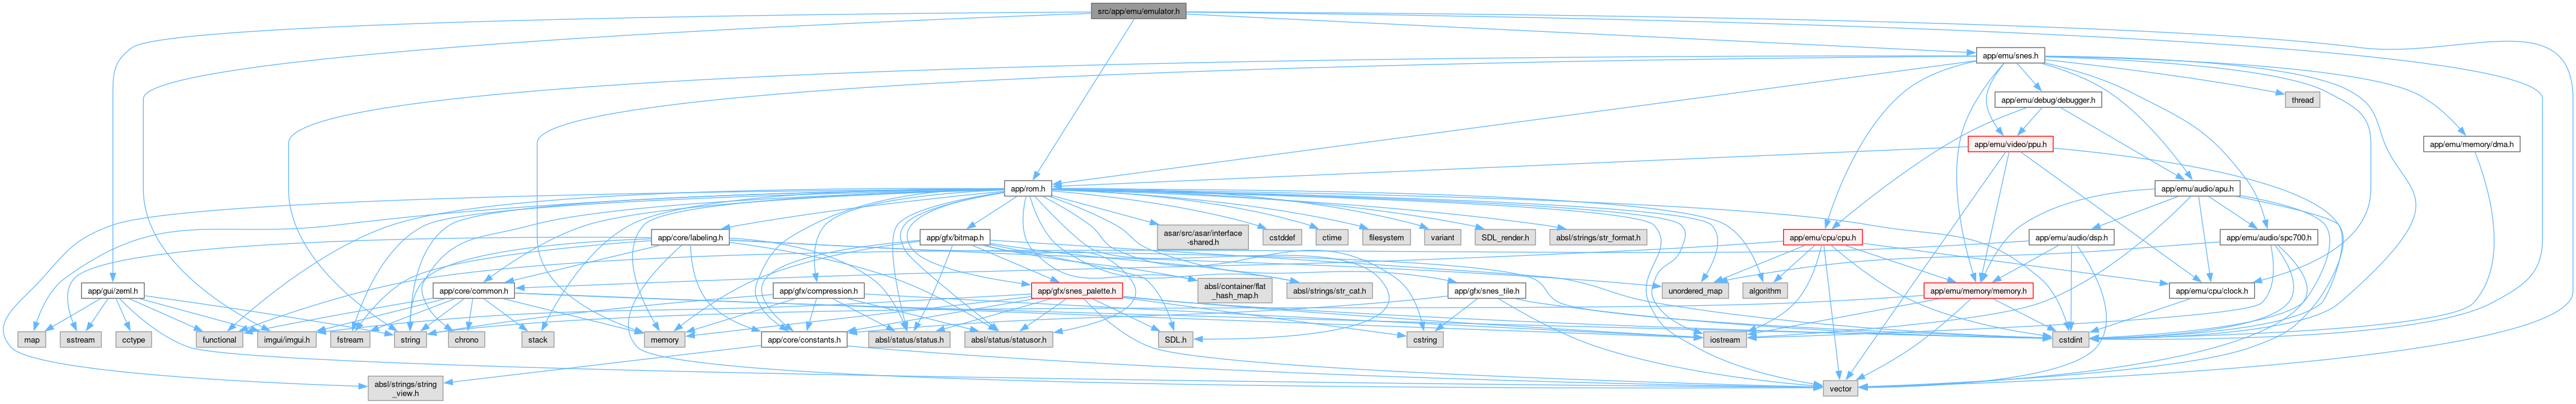 src/app/emu/emulator.h
app/emu/snes.h
app/emu/debug/debugger.h
thread
app/emu/video/ppu.h
app/emu/memory/dma.h
app/rom.h
app/emu/audio/apu.h
app/core/labeling.h
app/gfx/bitmap.h
asar/src/asar/interface
-shared.h
cstddef
ctime
filesystem
variant
SDL_render.h
absl/strings/str_format.h
app/emu/cpu/cpu.h
app/emu/audio/dsp.h
app/emu/audio/spc700.h
app/gui/zeml.h
app/core/common.h
app/gfx/compression.h
app/gfx/snes_palette.h
absl/container/flat
_hash_map.h
absl/strings/str_cat.h
app/gfx/snes_tile.h
unordered_map
algorithm
app/emu/memory/memory.h
app/emu/cpu/clock.h
map
sstream
cctype
functional
imgui/imgui.h
fstream
string
chrono
stack
memory
app/core/constants.h
absl/status/status.h
absl/status/statusor.h
SDL.h
cstring
iostream
cstdint
absl/strings/string
_view.h
vector